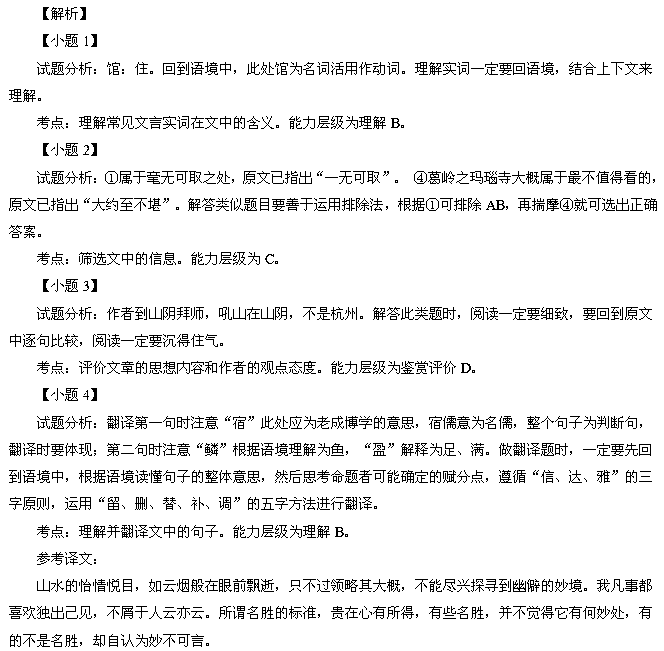 【解析】
【小题 1】
试题分析：馆：住。回到语境中，此处馆为名词活用作动词。理解实词一定要回语境，结合上下文来
理解。
考点：理解常见文言实词在文中的含义。能力层级为理解 B。
【小题 2】
试题分析：①属于毫无可取之处，原文已指出“一无可取”。 ④葛岭之玛瑙寺大概属于最不值得看的，
原文已指出“大约至不堪”。解答类似题目要善于运用排除法，根据①可排除 AB，再揣摩④就可选出正确
答案。
考点：筛选文中的信息。能力层级为 C。
【小题 3】
试题分析：作者到山阴拜师，吼山在山阴，不是杭州。解答此类题时，阅读一定要细致，要回到原文
中逐句比较，阅读一定要沉得住气。
考点：评价文章的思想内容和作者的观点态度。能力层级为鉴赏评价 D。
【小题 4】
试题分析：翻译第一句时注意“宿”此处应为老成博学的意思，宿儒意为名儒，整个句子为判断句，
翻译时要体现；第二句时注意“鳞”根据语境理解为鱼，“盈”解释为足、满。做翻译题时，一定要先回
到语境中，根据语境读懂句子的整体意思，然后思考命题者可能确定的赋分点，遵循“信、达、雅”的三
字原则，运用“留、删、替、补、调”的五字方法进行翻译。
考点：理解并翻译文中的句子。能力层级为理解 B。
参考译文：
山水的怡情悦目，如云烟般在眼前飘逝，只不过领略其大概，不能尽兴探寻到幽僻的妙境。我凡事都
喜欢独出己见，不屑于人云亦云。所谓名胜的标准，贵在心有所得，有些名胜，并不觉得它有何妙处，有
的不是名胜，却自认为妙不可言。